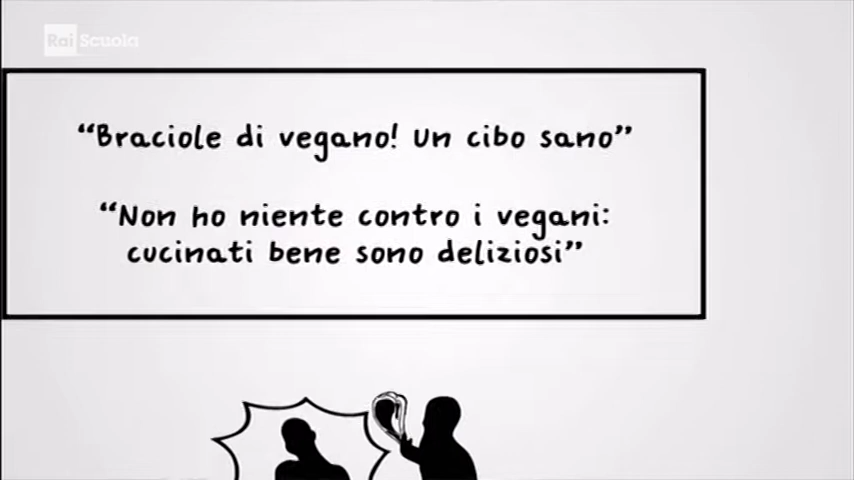 Rai Scuola
“Braciole di vegano! Un cibo sano”
“Non ho niente contro i vegani:
cucinati bene sono deliziosi”